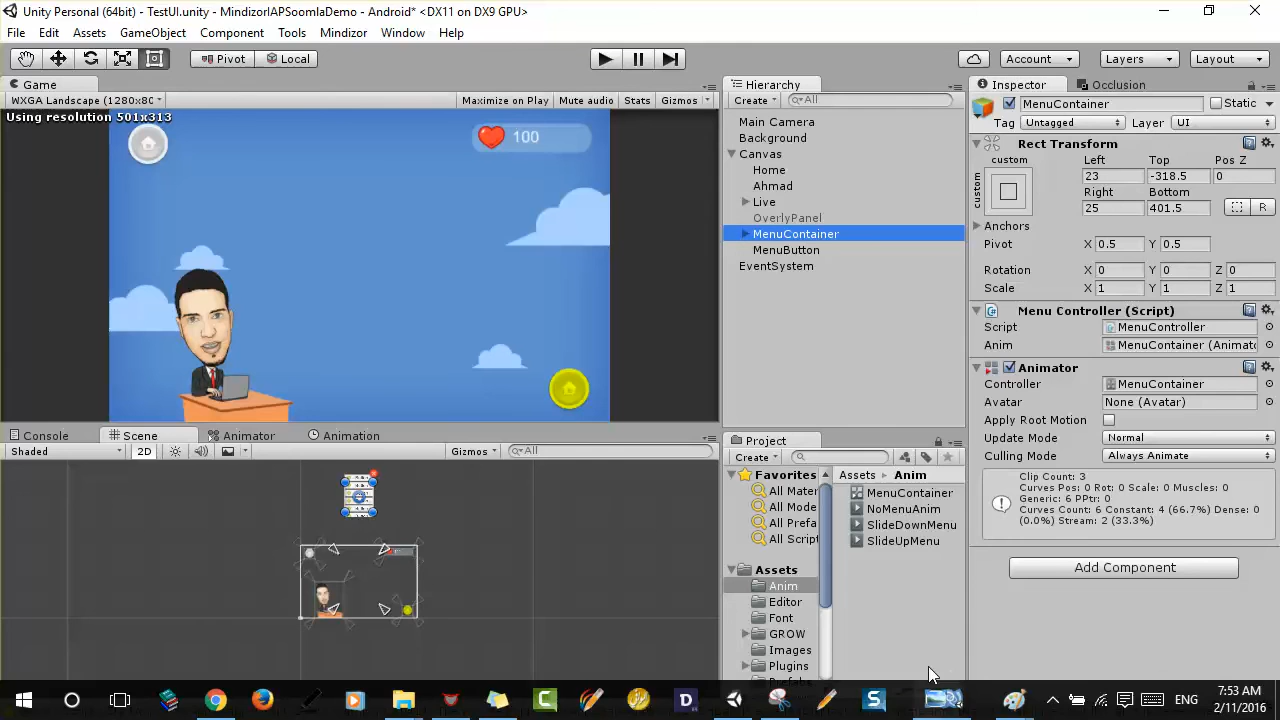 Unity Personal (64bit) - TestUI.unity - MindizorIAPSoomlaDemo - Android* <DX11 on DX9 GPU>
File Edit Assets GameObject Component Tools Mindizor Window Help
Pivot Local Account Layers Layout
Game
WXGA Landscape (1280x80 Maximize on Play Mute audio Stats Gizmos
Using resolution 501x313
100
Console Scene Animator Animation
Shaded 2D Gizmos All
Hierarchy
Create All
Main Camera
Background
Canvas
Home
Ahmad
Live
OverlyPanel
MenuContainer
MenuButton
EventSystem
Project
Create
Favorites
All Mater
All Mode
All Prefa
All Script
Assets
Anim
Editor
Font
GROW
Images
Plugins
Assets Anim
MenuContainer
NoMenuAnim
SlideDownMenu
SlideUpMenu
Inspector Occlusion
MenuContainer Static
Tag Untagged Layer UI
Rect Transform
custom Left Top Pos Z
custom 23 -318.5 0
Right Bottom
25 401.5 R
Anchors
Pivot X 0.5 Y 0.5
Rotation X 0 Y 0 Z 0
Scale X 1 Y 1 Z 1
Menu Controller (Script)
Script MenuController
Anim MenuContainer (Animato
Animator
Controller MenuContainer
Avatar None (Avatar)
Apply Root Motion
Update Mode Normal
Culling Mode Always Animate
Clip Count: 3
Curves Pos: 0 Rot: 0 Scale: 0 Muscles: 0
Generic: 6 PPtr: 0
Curves Count: 6 Constant: 4 (66.7%) Dense: 0
(0.0%) Stream: 2 (33.3%)
Add Component
ENG
7:53 AM
2/11/2016